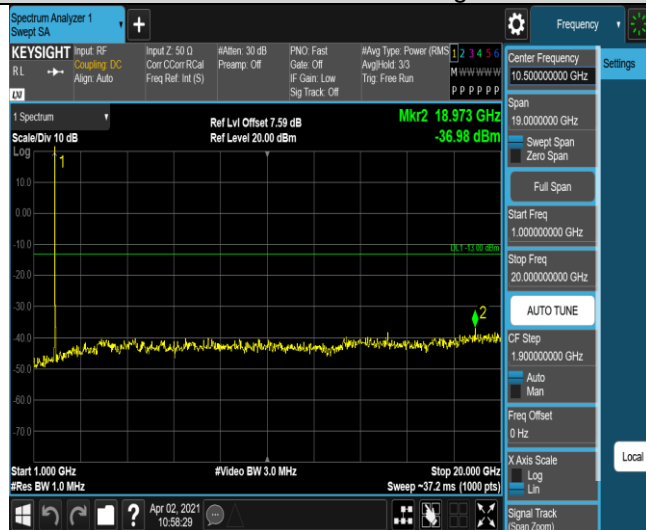 Spectrum Analyzer 1
Swept SA
Frequency
KEYSIGHT
RL
LXI
Input: RF
Coupling: DC
Align: Auto
Input Z: 50 Ω
Corr CCorr RCal
Freq Ref: Int (S)
#Atten: 30 dB
Preamp: Off
PNO: Fast
Gate: Off
IF Gain: Low
Sig Track: Off
#Avg Type: Power (RMS
Avg|Hold: 3/3
Trig: Free Run
1 2 3 4 5 6
M W W W W W
P P P P P P
1 Spectrum
Scale/Div 10 dB
Log
Ref Lvl Offset 7.59 dB
Ref Level 20.00 dBm
Mkr2 18.973 GHz
-36.98 dBm
1
10.0
0.00
-10.0
DL1 -13.00 dBm
-20.0
-30.0
2
-40.0
-50.0
-60.0
-70.0
Start 1.000 GHz
#Res BW 1.0 MHz
#Video BW 3.0 MHz
Stop 20.000 GHz
Sweep ~37.2 ms (1000 pts)
Apr 02, 2021
10:58:29
Center Frequency
10.500000000 GHz
Settings
Span
19.0000000 GHz
Swept Span
Zero Span
Full Span
Start Freq
1.000000000 GHz
Stop Freq
20.000000000 GHz
AUTO TUNE
CF Step
1.900000000 GHz
Auto
Man
Freq Offset
0 Hz
X Axis Scale
Log
Lin
Local
Signal Track
(Span Zoom)